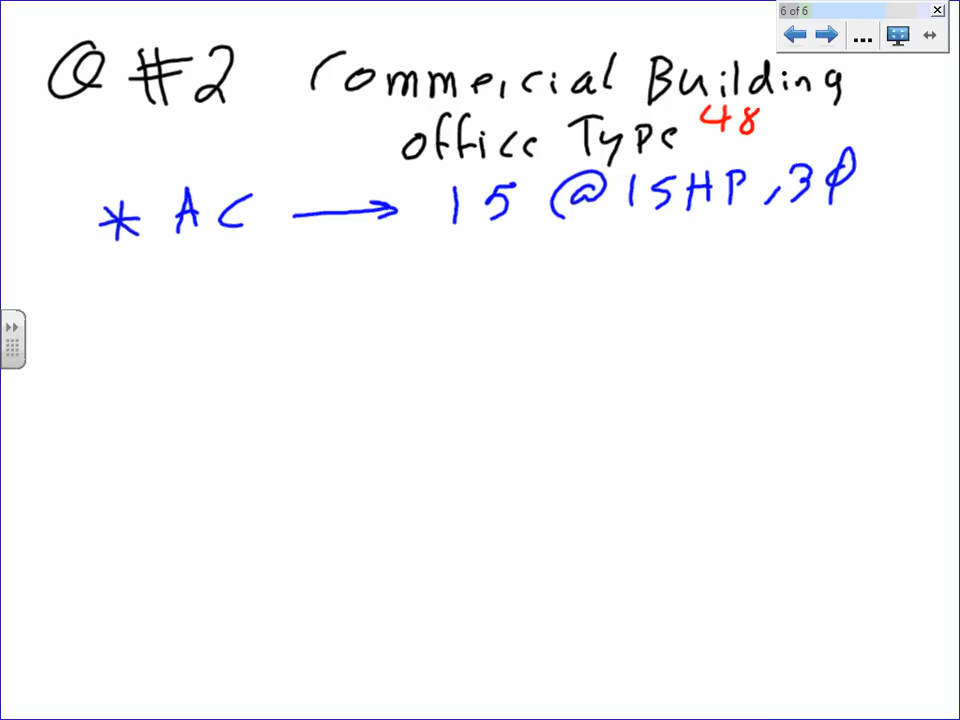 6 of 6
Q #2 Commercial Building
office Type 48
* AC → 15 @ 15HP, 3Φ